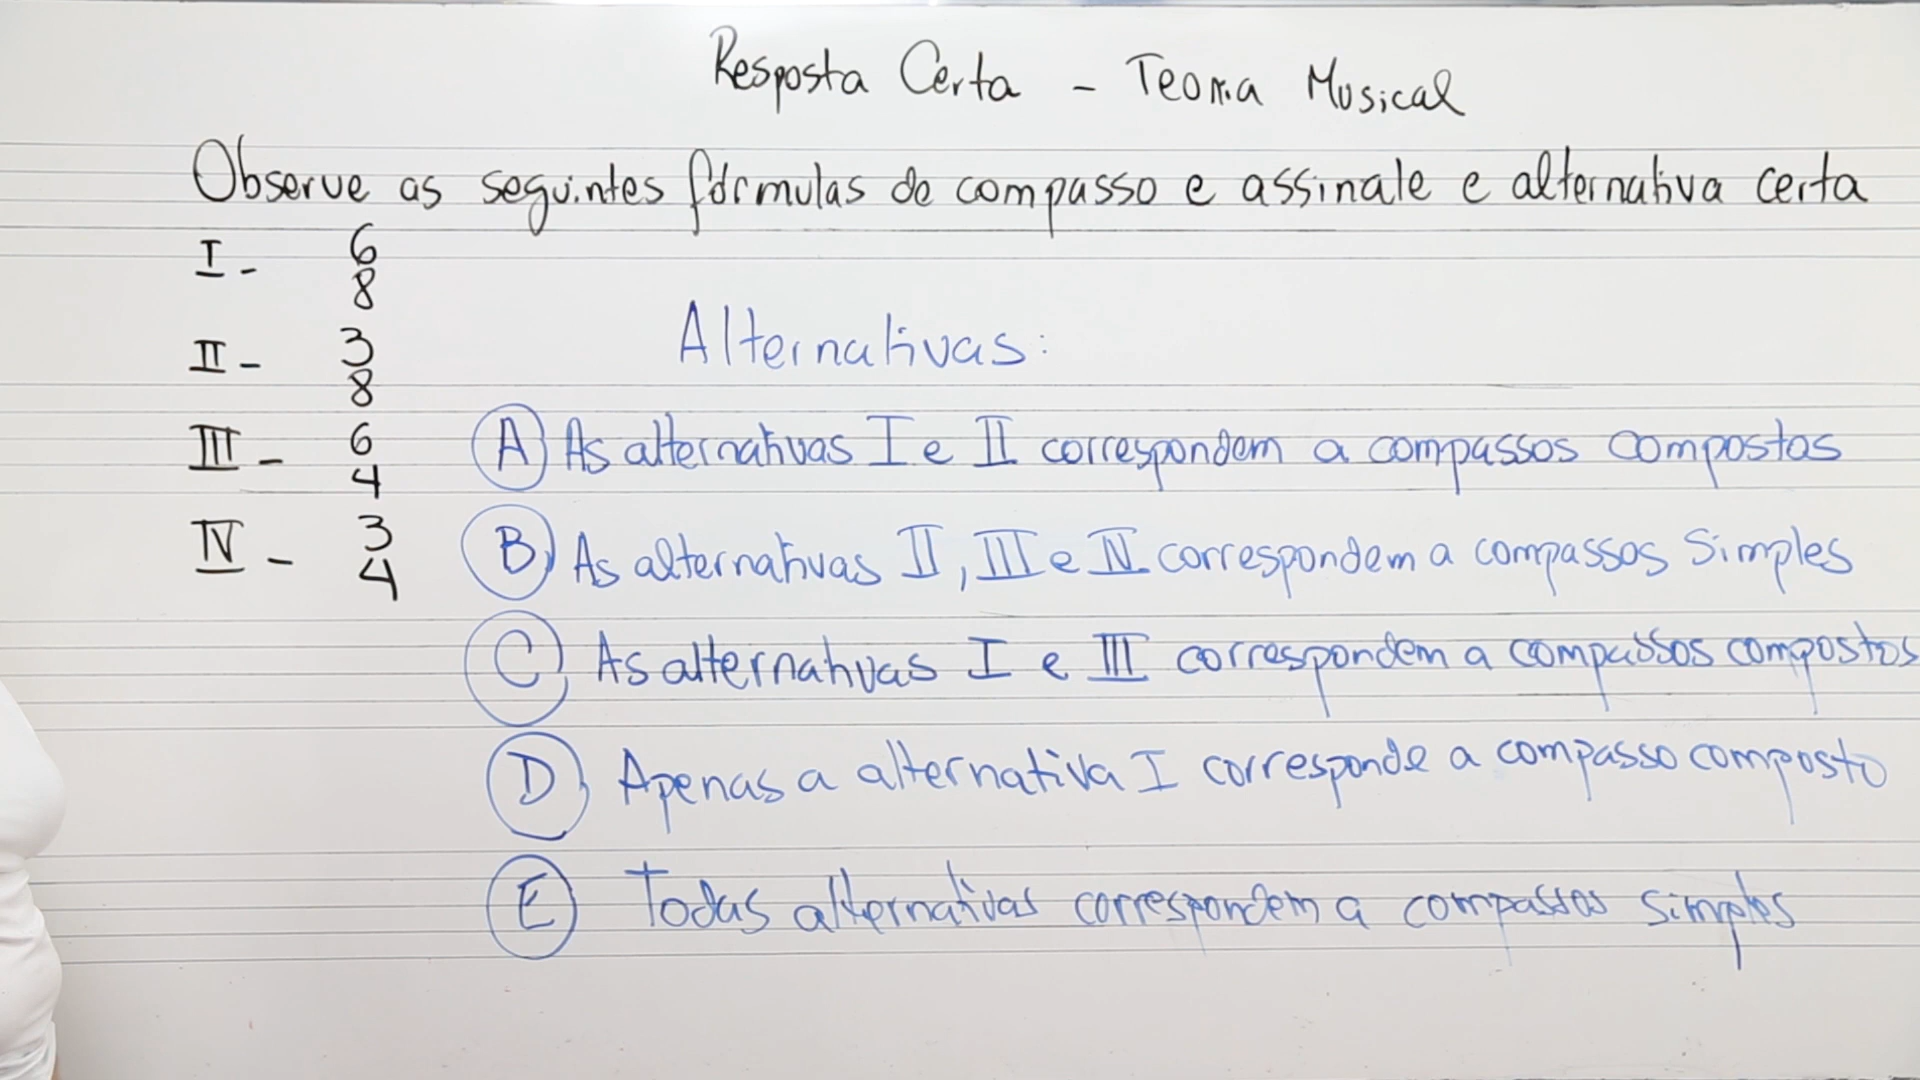 Resposta Certa - Teoria Musical
Observe as seguintes fórmulas de compasso e assinale e alternativa certa
I - 6
8
II - 3
8
III - 6
4
IV - 3
4
Alternativas:
A) As alternativas I e II correspondem a compassos compostos
B) As alternativas II, III e IV correspondem a compassos simples
C) As alternativas I e III correspondem a compassos compostos
D) Apenas a alternativa I corresponde a compasso composto
E) Todas alternativas correspondem a compassos simples